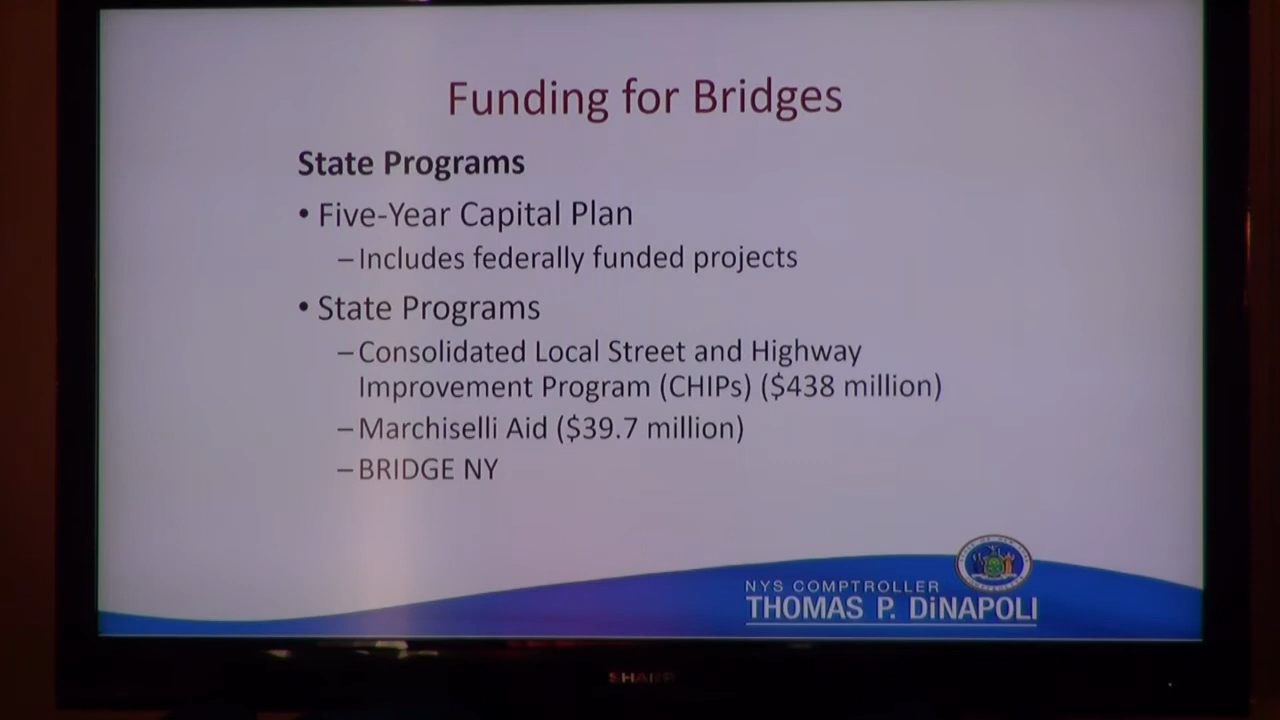 Funding for Bridges
State Programs
• Five-Year Capital Plan
– Includes federally funded projects
• State Programs
– Consolidated Local Street and Highway
Improvement Program (CHIPs) ($438 million)
– Marchiselli Aid ($39.7 million)
– BRIDGE NY
NYS COMPTROLLER
THOMAS P. DiNAPOLI
SHARP